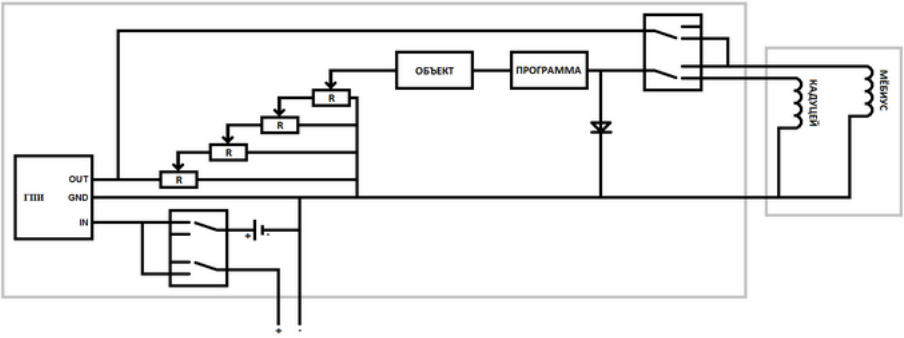 ОБЪЕКТ
ПРОГРАММА
КАДУЦЕЙ
МЁБИУС
R
R
R
R
ГПН
OUT
GND
IN
+
-
+
-